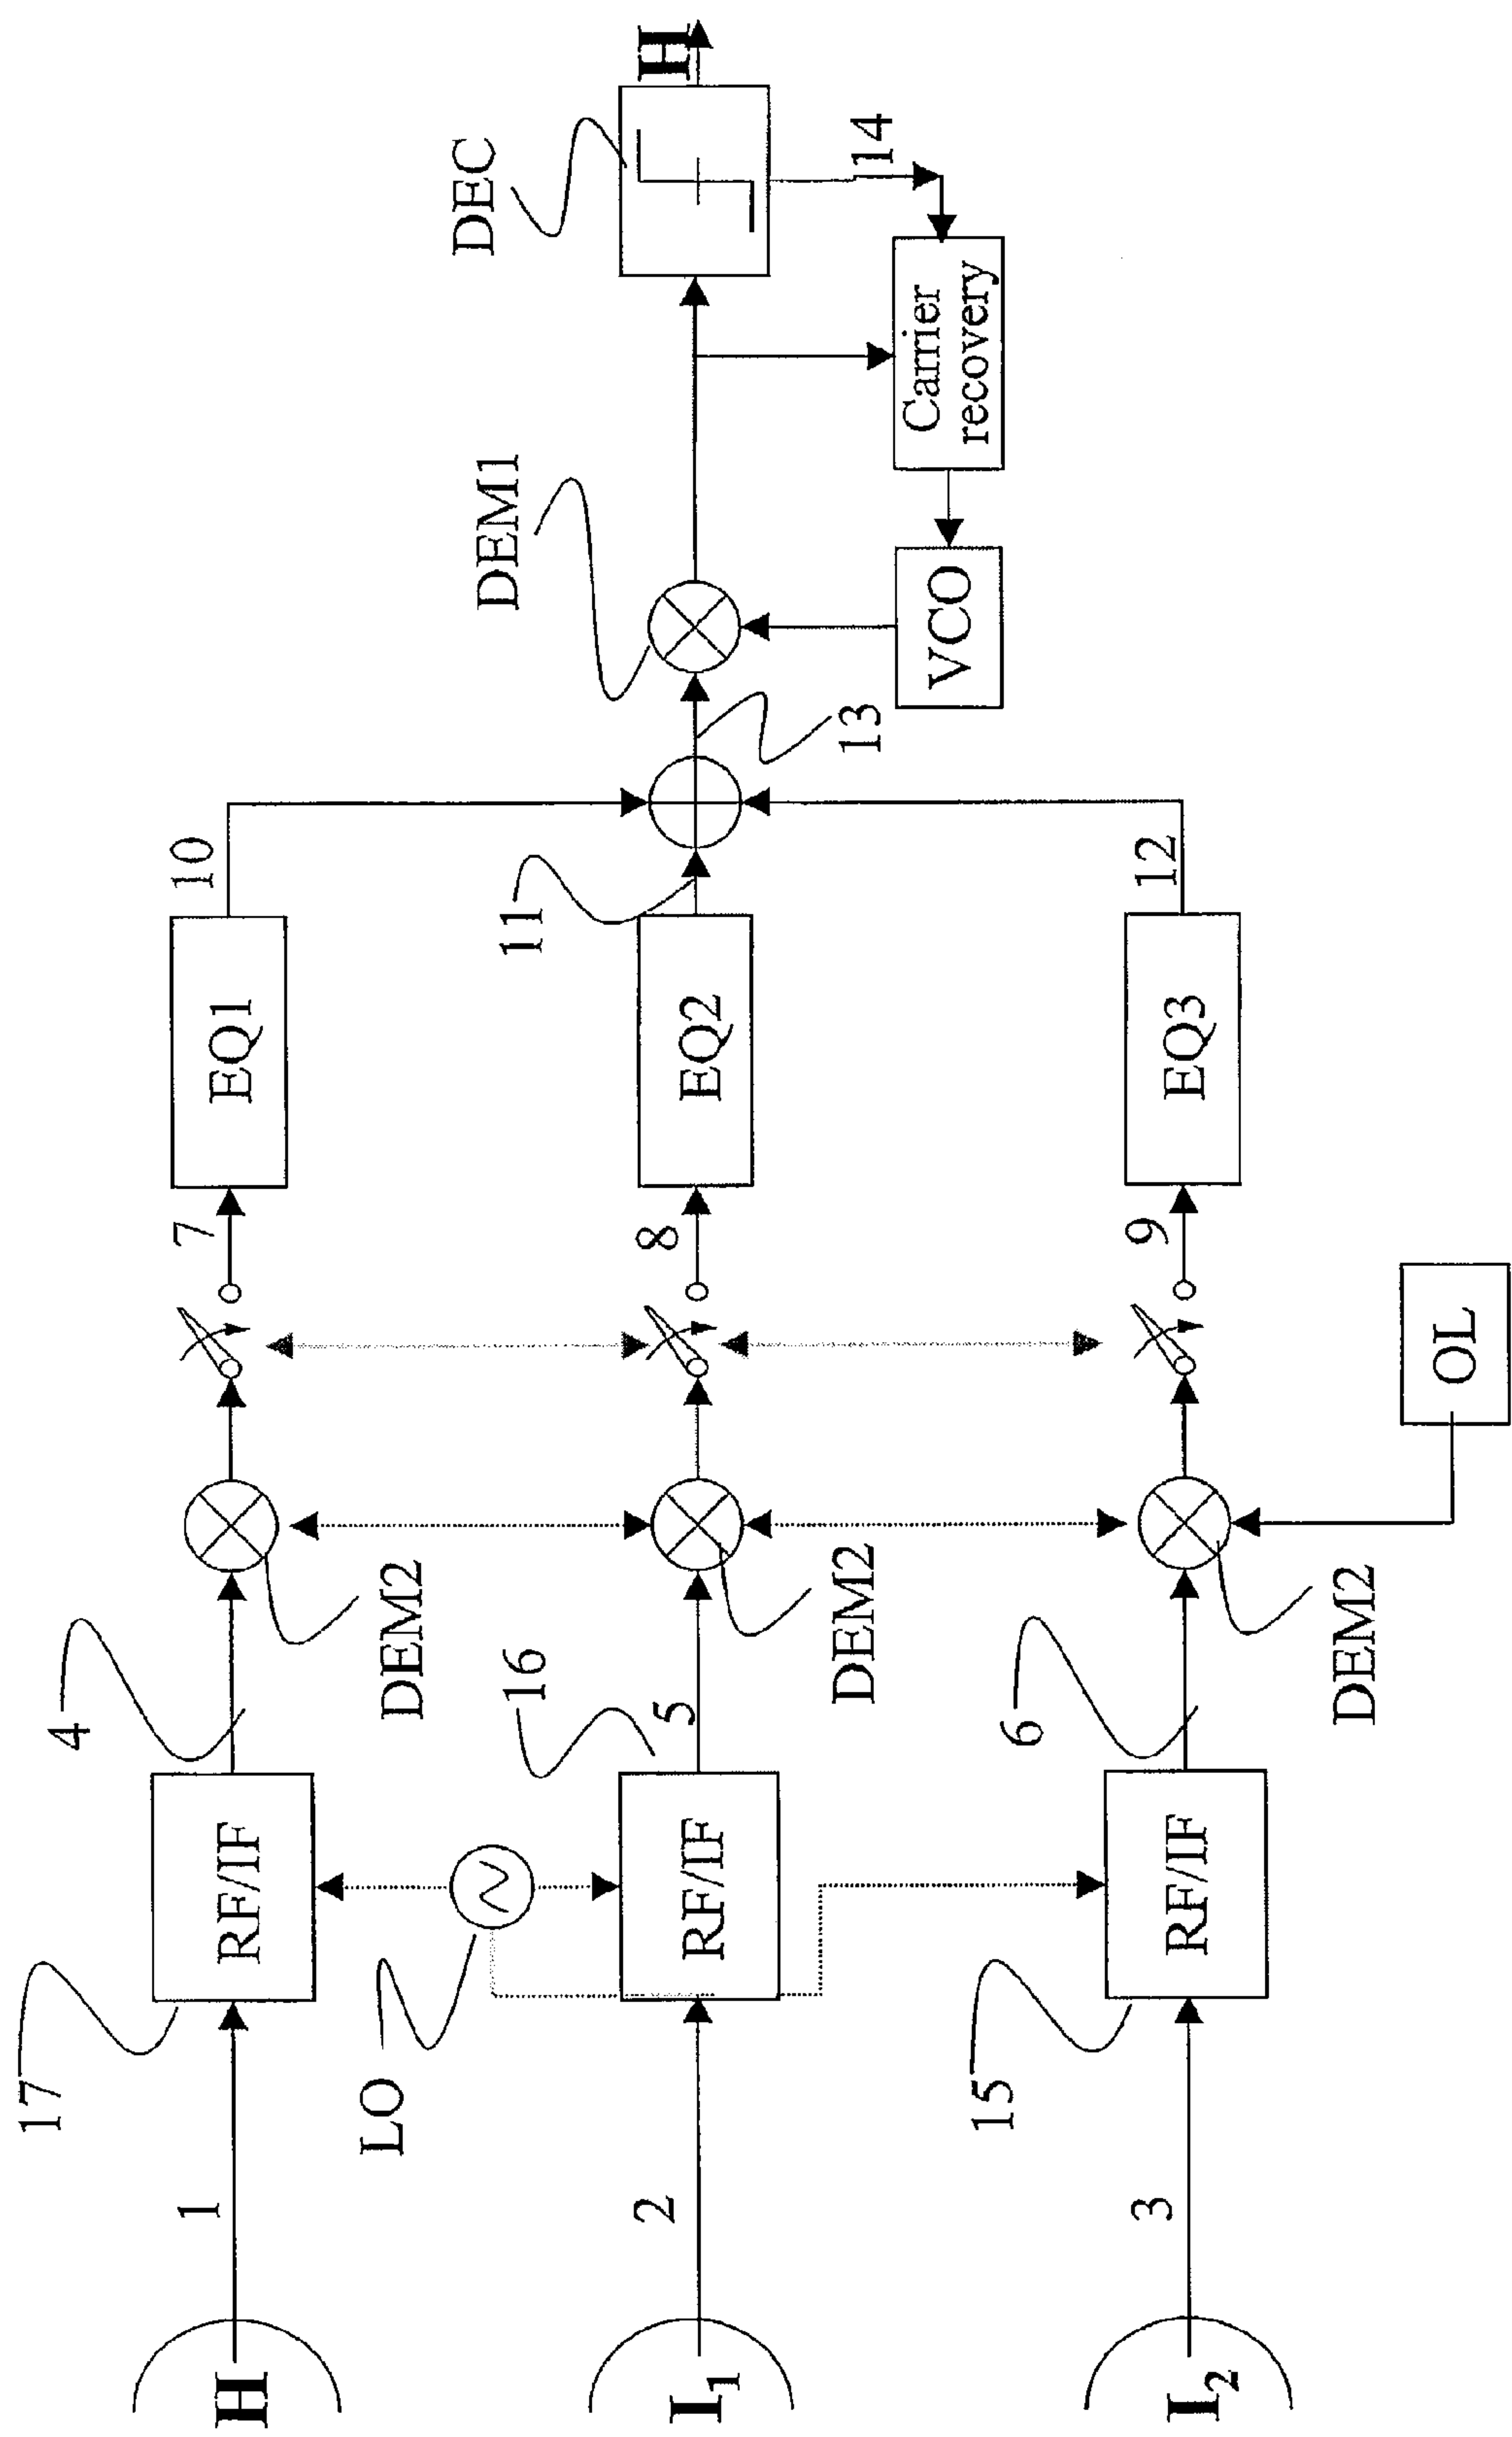 H
1
17
RF/IF
4
DEM2
7
EQ1
10
LO
I1
2
RF/IF
16
5
DEM2
8
EQ2
11
13
DEM1
DEC
H
14
Carrier
recovery
VCO
I2
3
15
RF/IF
6
DEM2
9
EQ3
12
OL